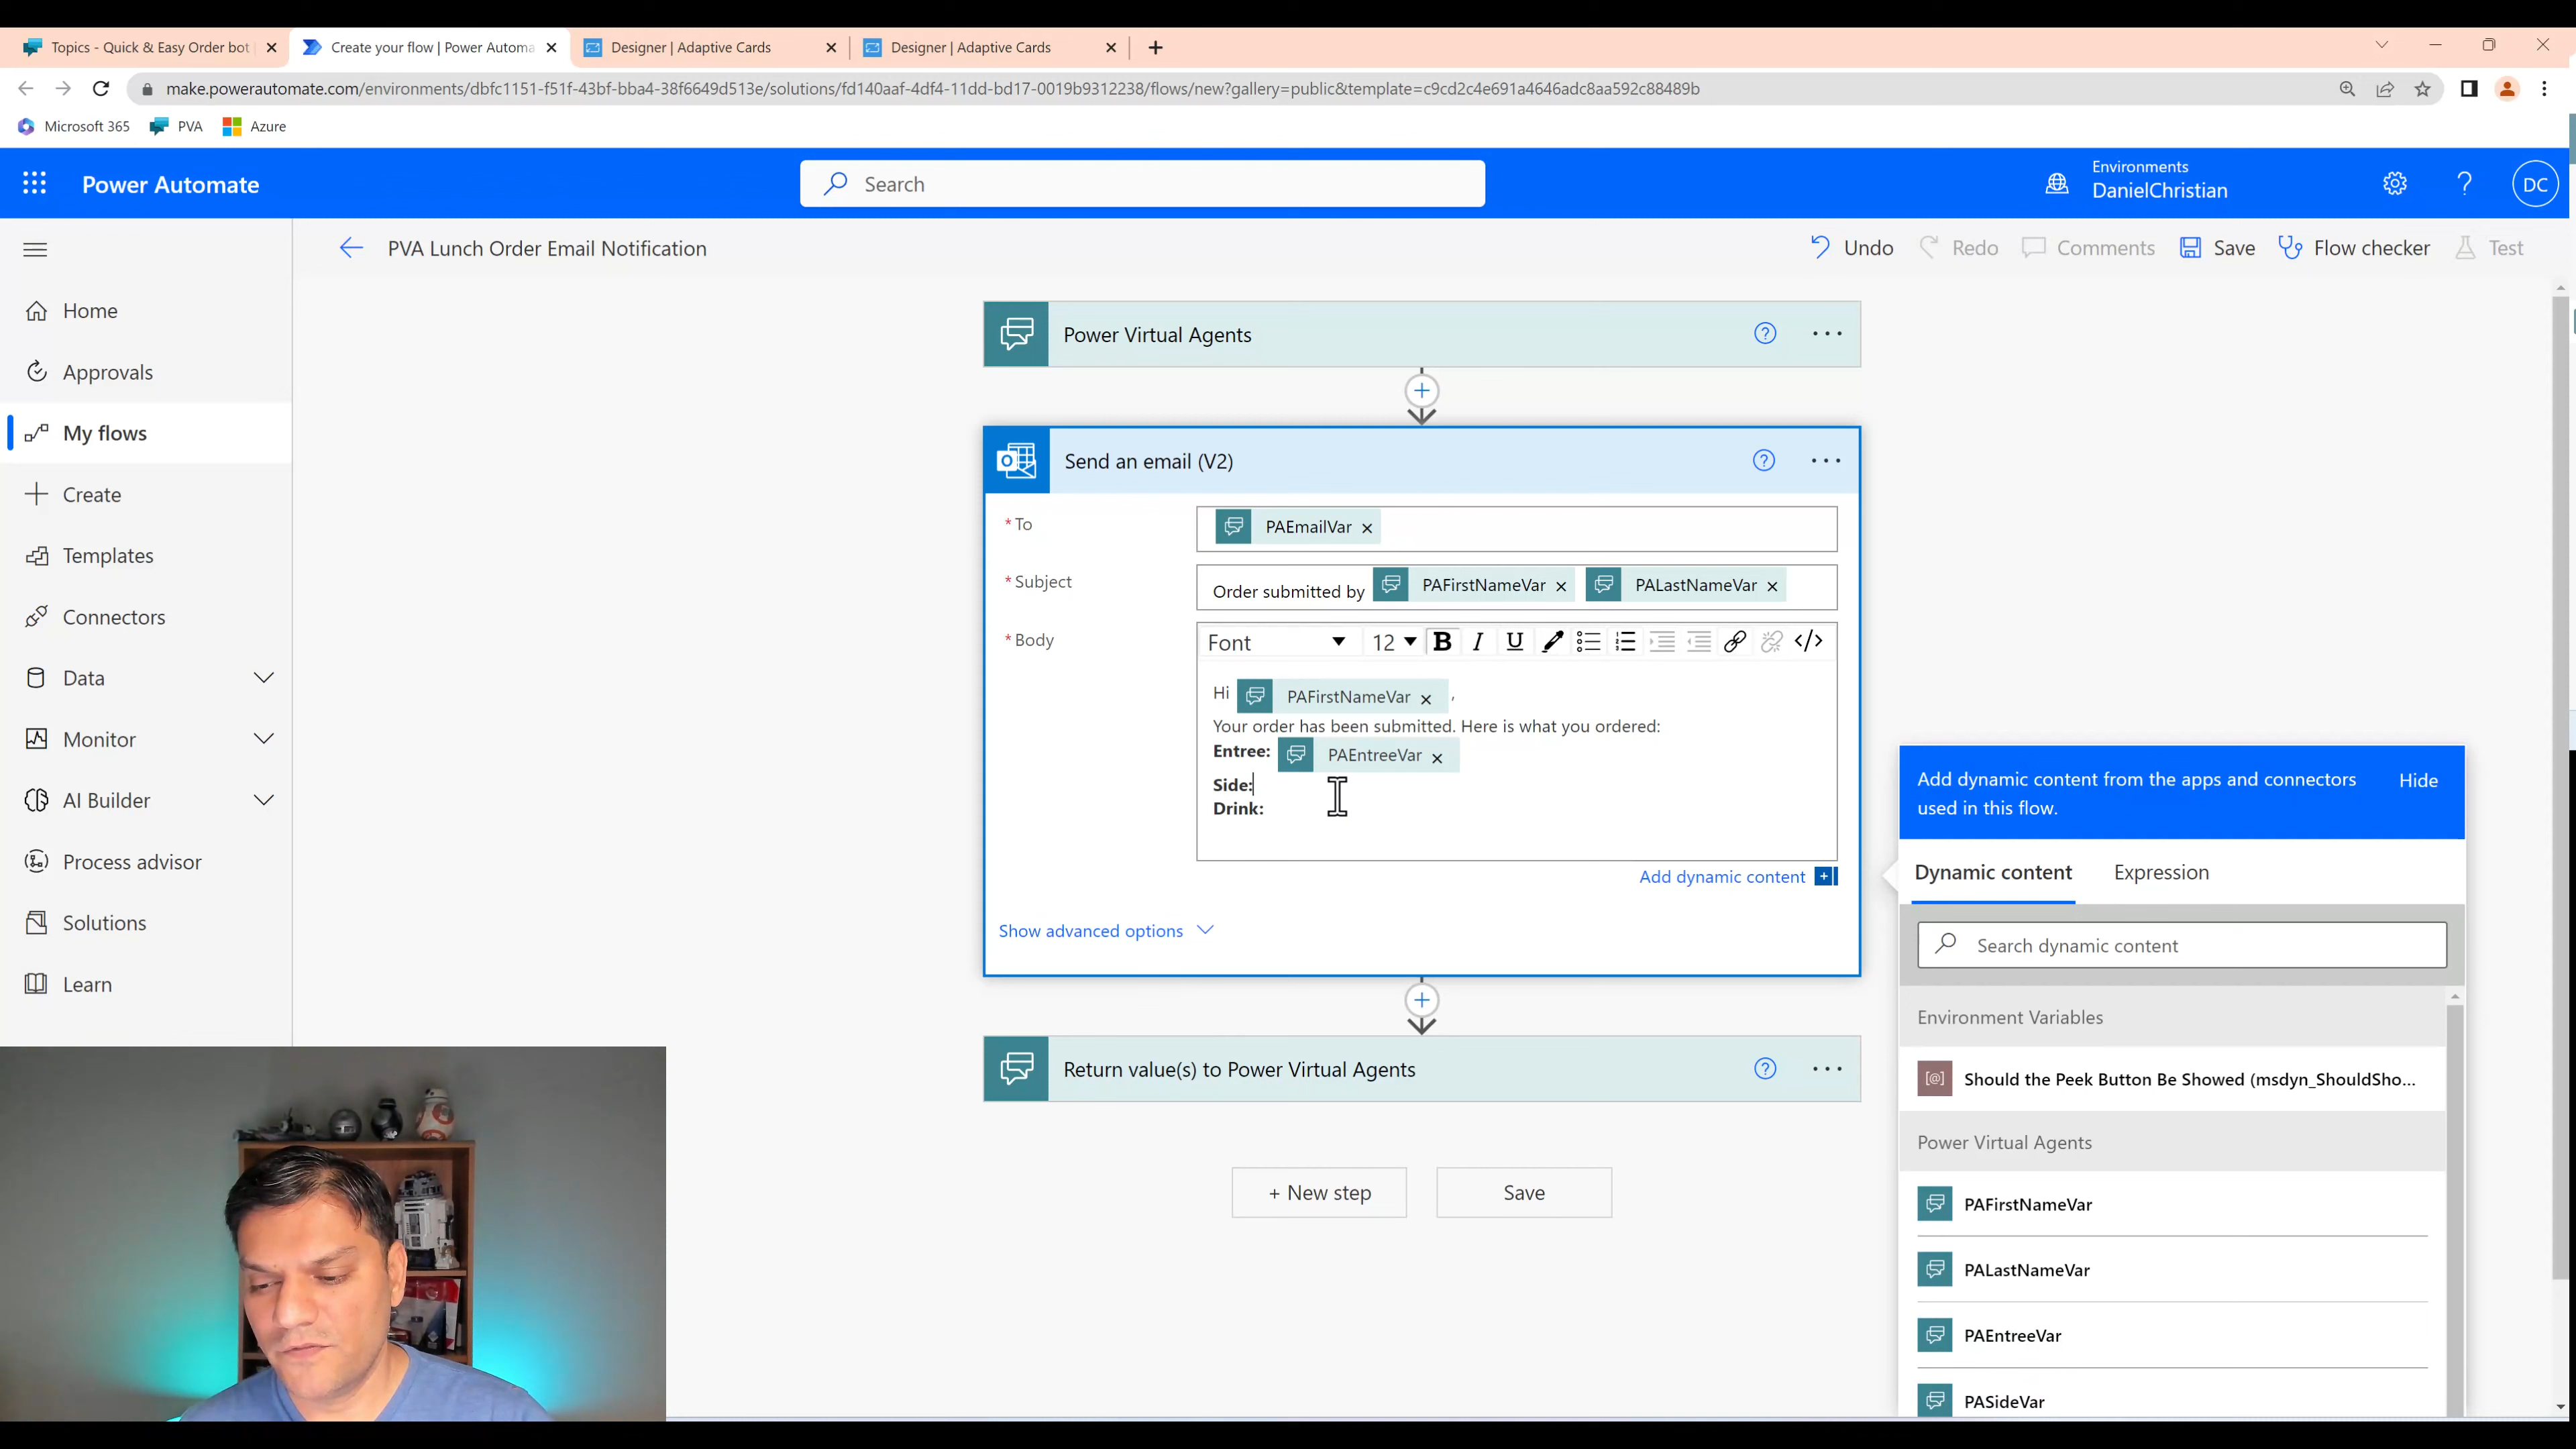 Topics - Quick & Easy Order bot
Create your flow | Power Automa
Designer | Adaptive Cards
Designer | Adaptive Cards
make.powerautomate.com/environments/dbfc1151-f51f-43bf-bba4-38f6649d513e/solutions/fd140aaf-4df4-11dd-bd17-0019b9312238/flows/new?gallery=public&template=c9cd2c4e691a4646adc8aa592c88489b
Microsoft 365 PVA Azure
Power Automate
Search
Environments
DanielChristian
DC
PVA Lunch Order Email Notification
Undo Redo Comments Save Flow checker Test
Home
Approvals
My flows
Create
Templates
Connectors
Data
Monitor
AI Builder
Process advisor
Solutions
Learn
Power Virtual Agents
Send an email (V2)
* To PAEmailVar
* Subject Order submitted by PAFirstNameVar PALastNameVar
* Body
Font 12 B I U </>
Hi PAFirstNameVar ,
Your order has been submitted. Here is what you ordered:
Entree: PAEntreeVar
Side:
Drink:
Add dynamic content
Show advanced options
Return value(s) to Power Virtual Agents
+ New step
Save
Add dynamic content from the apps and connectors used in this flow.
Hide
Dynamic content Expression
Search dynamic content
Environment Variables
Should the Peek Button Be Showed (msdyn_ShouldSho...
Power Virtual Agents
PAFirstNameVar
PALastNameVar
PAEntreeVar
PASideVar